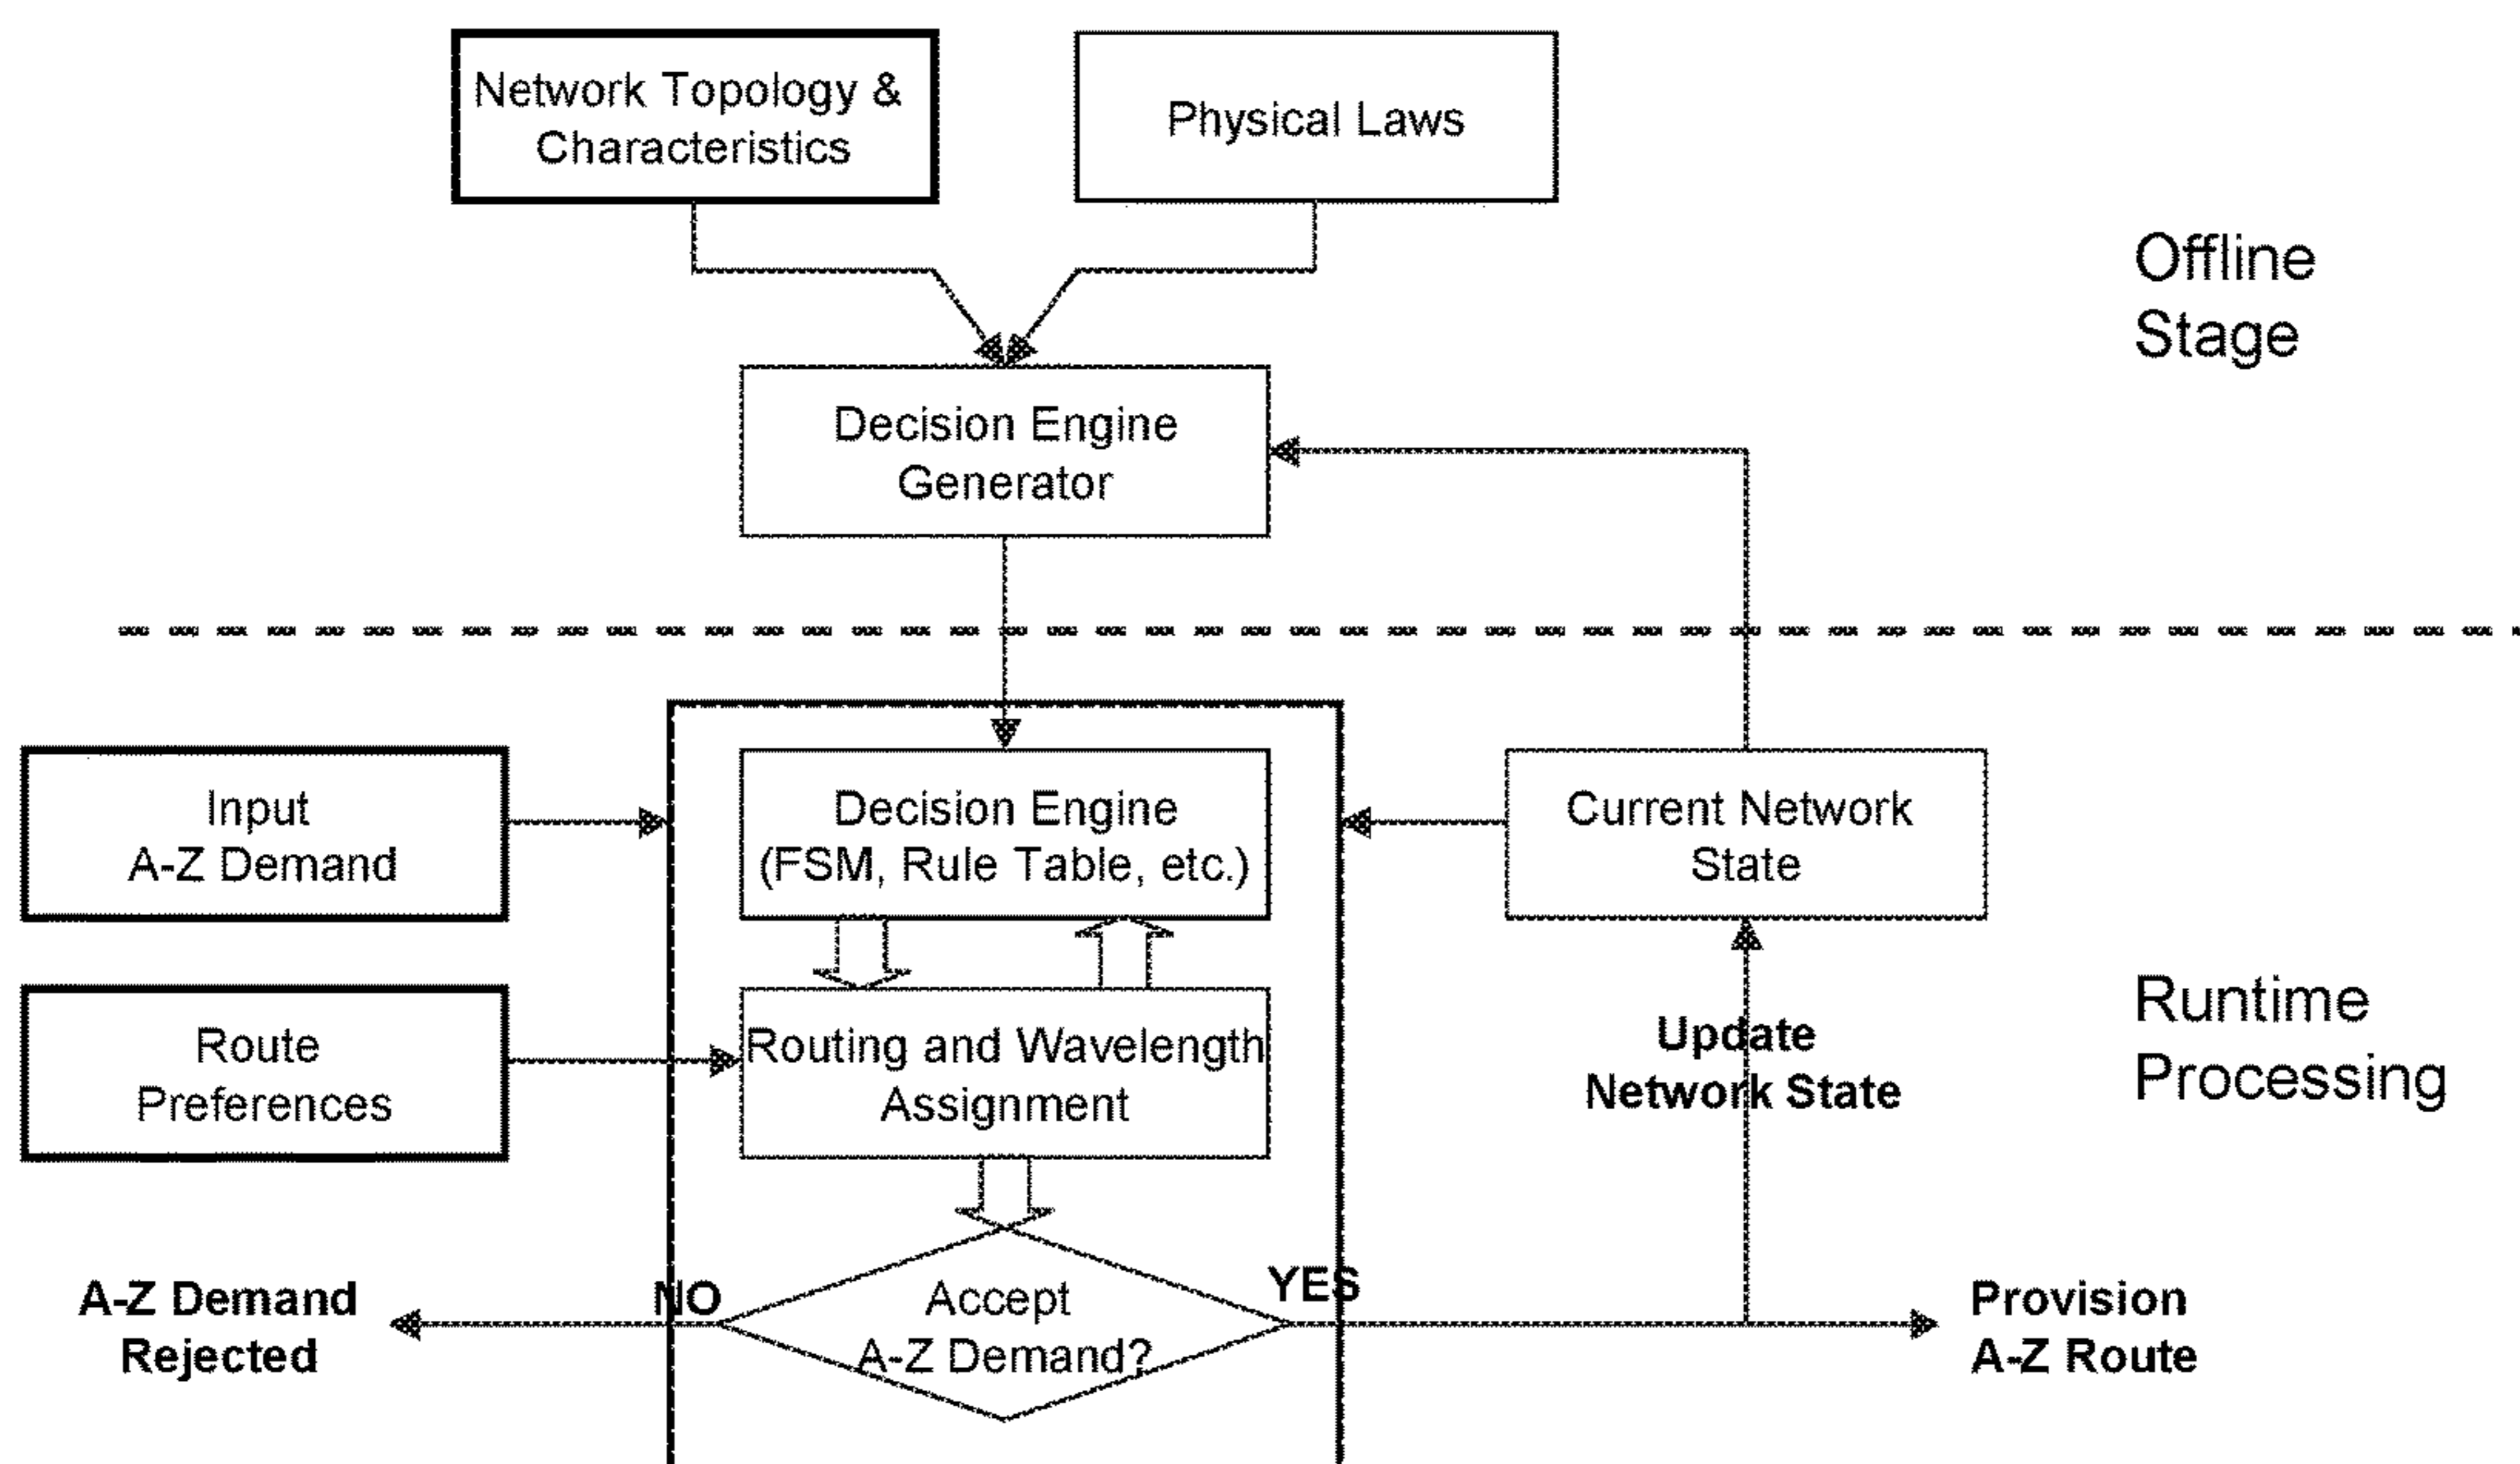 Network Topology &
Characteristics
Physical Laws
Offline
Stage
Decision Engine
Generator
Input
A-Z Demand
Decision Engine
(FSM, Rule Table, etc.)
Current Network
State
Route
Preferences
Routing and Wavelength
Assignment
Update
Network State
Runtime
Processing
A-Z Demand
Rejected
NO
Accept
A-Z Demand?
YES
Provision
A-Z Route